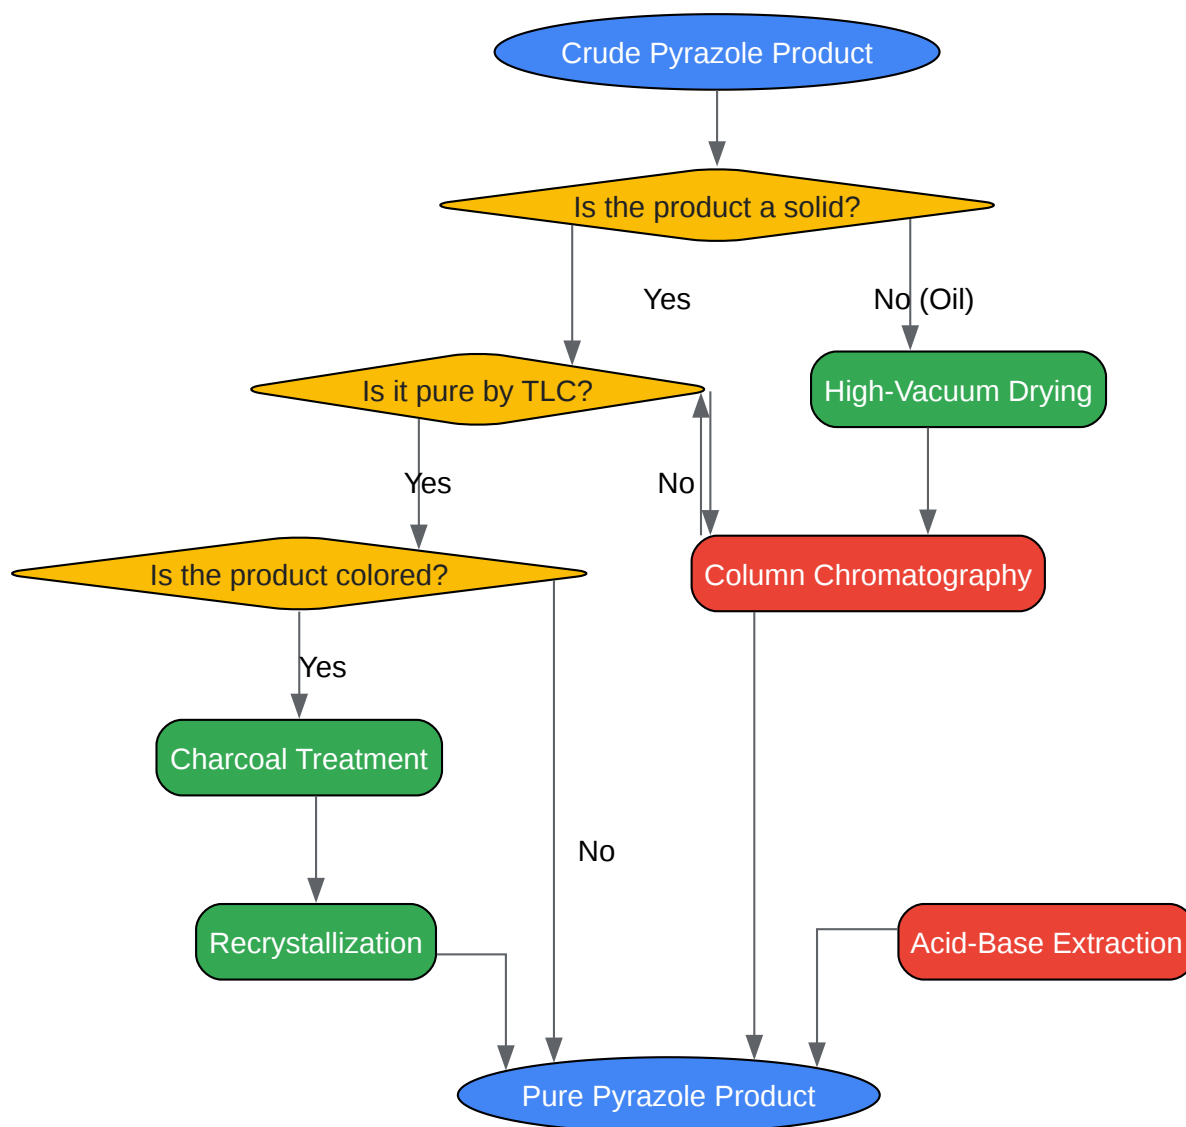 Crude Pyrazole Product
Is the product a solid?
Yes
No (Oil)
Is it pure by TLC?
High-Vacuum Drying
Yes
No
Is the product colored?
Column Chromatography
Yes
Charcoal Treatment
No
Recrystallization
Acid-Base Extraction
Pure Pyrazole Product